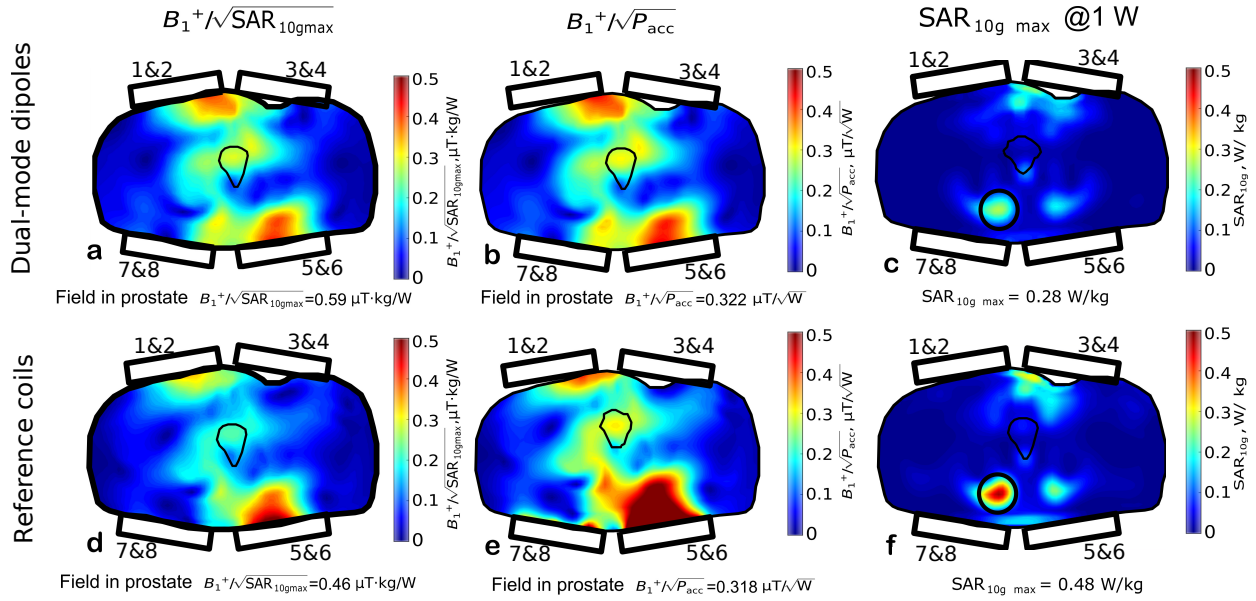 B₁⁺/√SAR₁₀gmax
B₁⁺/√Pacc
SAR₁₀g max @1 W
Dual-mode dipoles
1&2
3&4
0.5
0.4
0.3
0.2
0.1
0
B₁⁺/√SAR₁₀gmax,μT·kg/W
7&8
5&6
a
1&2
3&4
0.5
0.4
0.3
0.2
0.1
0
B₁⁺/√Pacc, μT/√W
7&8
5&6
b
1&2
3&4
0.5
0.4
0.3
0.2
0.1
0
SAR₁₀g, W/ kg
7&8
5&6
c
Field in prostate B₁⁺/√SAR₁₀gmax=0.59 μT·kg/W
Field in prostate B₁⁺/√Pacc=0.322 μT/√W
SAR₁₀g max = 0.28 W/kg
Reference coils
1&2
3&4
0.5
0.4
0.3
0.2
0.1
0
B₁⁺/√SAR₁₀gmax,μT·kg/W
7&8
5&6
d
1&2
3&4
0.5
0.4
0.3
0.2
0.1
0
B₁⁺/√Pacc, μT/√W
7&8
5&6
e
1&2
3&4
0.5
0.4
0.3
0.2
0.1
0
SAR₁₀g, W/ kg
7&8
5&6
f
Field in prostate B₁⁺/√SAR₁₀gmax=0.46 μT·kg/W
Field in prostate B₁⁺/√Pacc=0.318 μT/√W
SAR₁₀g max = 0.48 W/kg